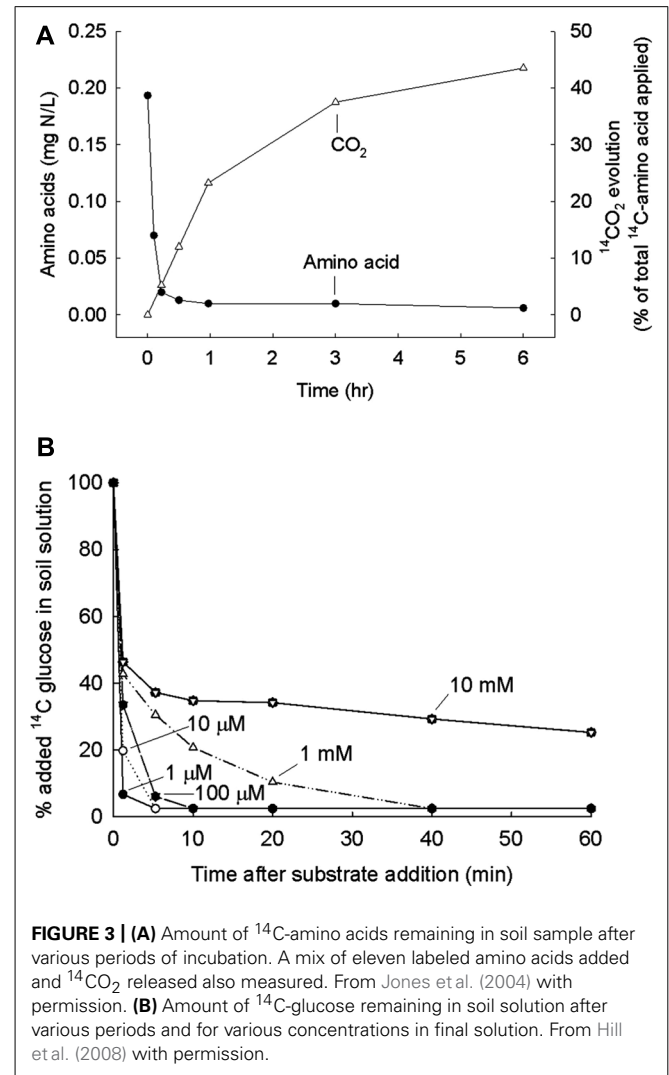 A
0.25
0.20
0.15
0.10
0.05
0.00
Amino acids (mg N/L)
50
40
30
20
10
0
¹⁴CO₂ evolution
(% of total ¹⁴C-amino acid applied)
CO₂
Amino acid
0 1 2 3 4 5 6
Time (hr)
B
100
80
60
40
20
0
% added ¹⁴C glucose in soil solution
10 mM
10 µM
1 mM
1 µM
100 µM
0 10 20 30 40 50 60
Time after substrate addition (min)
FIGURE 3 | (A) Amount of ¹⁴C-amino acids remaining in soil sample after
various periods of incubation. A mix of eleven labeled amino acids added
and ¹⁴CO₂ released also measured. From Jones et al. (2004) with
permission. (B) Amount of ¹⁴C-glucose remaining in soil solution after
various periods and for various concentrations in final solution. From Hill
et al. (2008) with permission.